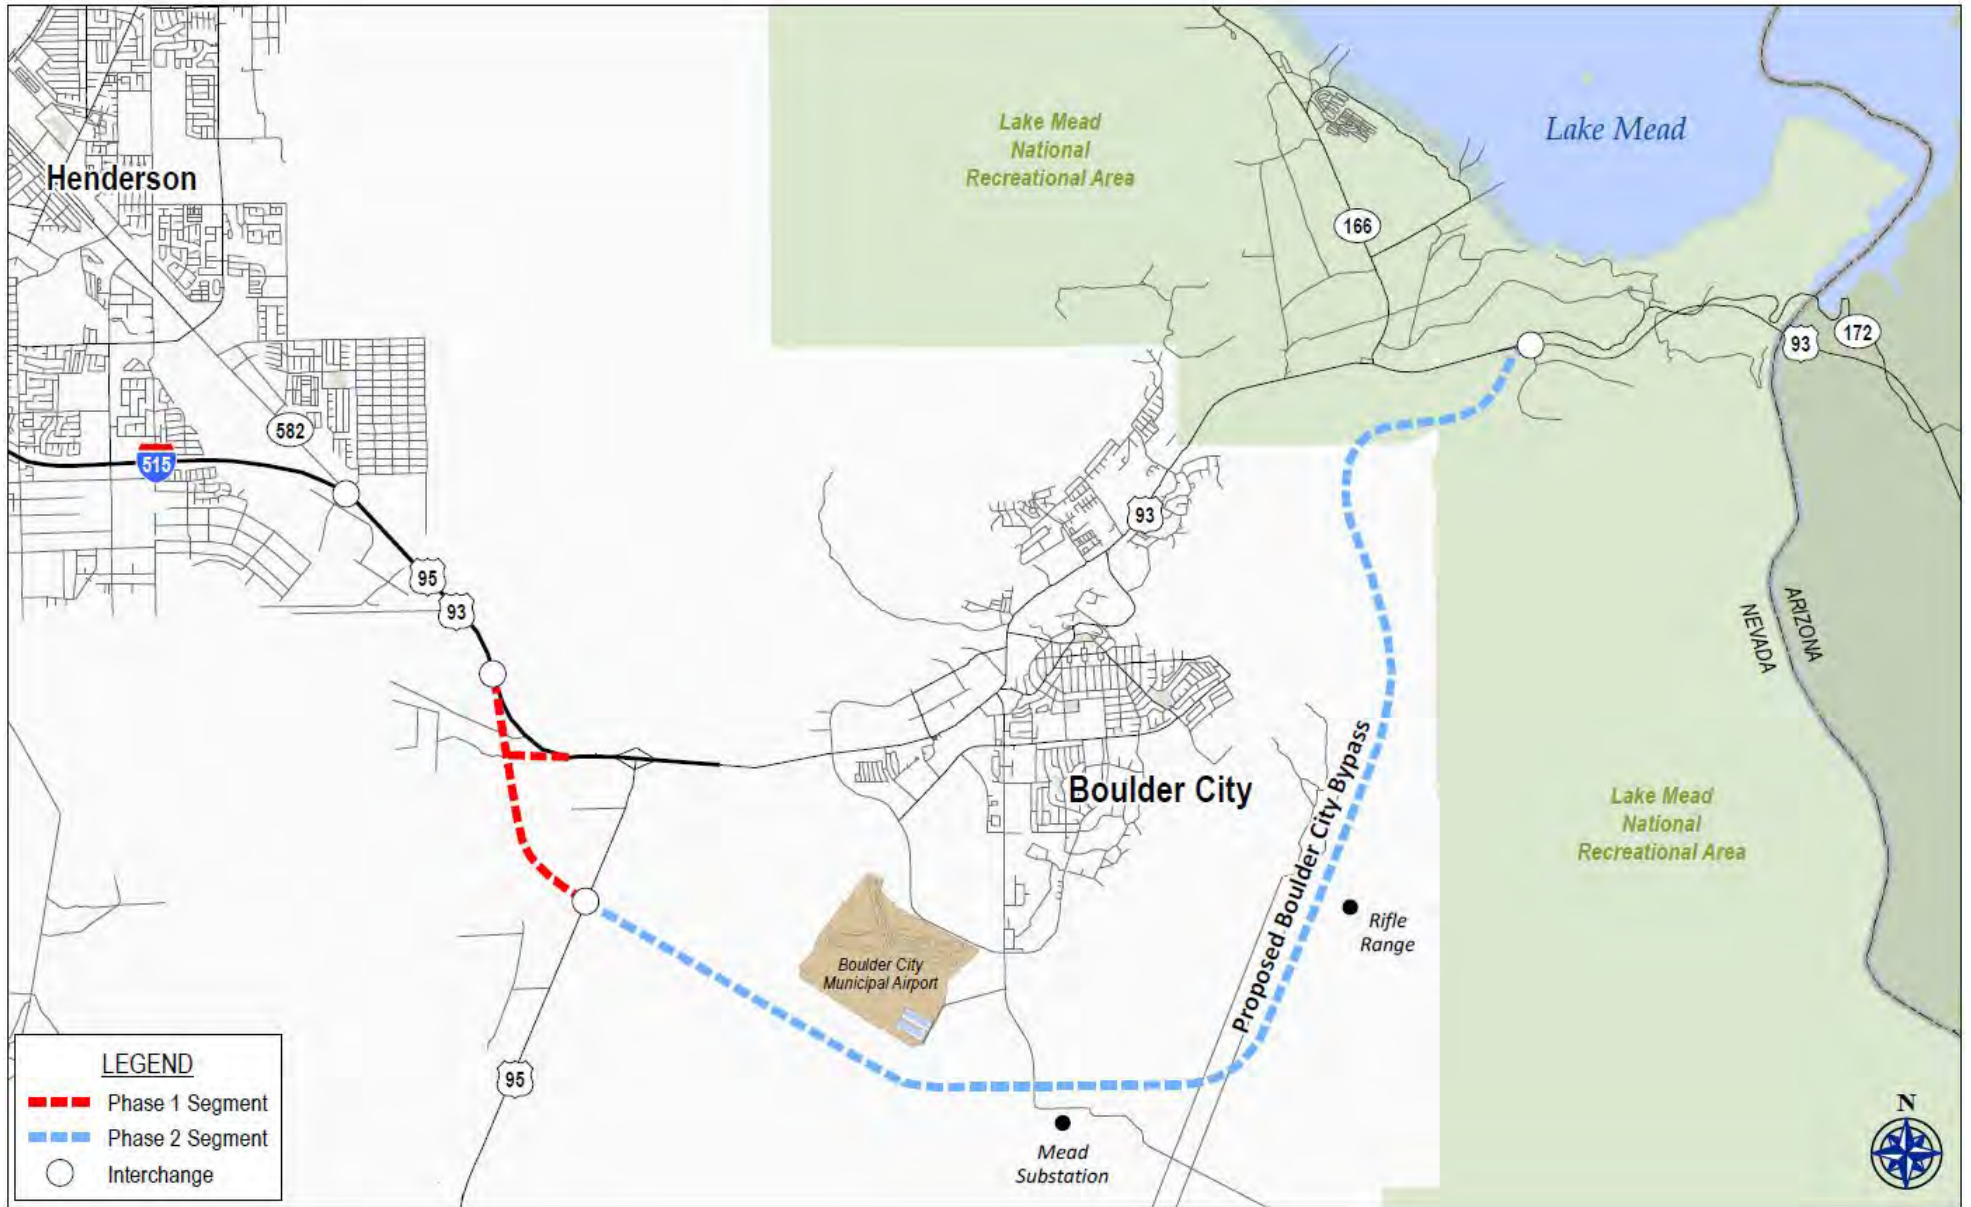 Henderson
Lake Mead
National
Recreational Area
Lake Mead
166
93
172
582
515
95
93
93
ARIZONA
NEVADA
Boulder City
Proposed Boulder City Bypass
Lake Mead
National
Recreational Area
Rifle
Range
Boulder City
Municipal Airport
95
Mead
Substation
LEGEND
Phase 1 Segment
Phase 2 Segment
Interchange
N